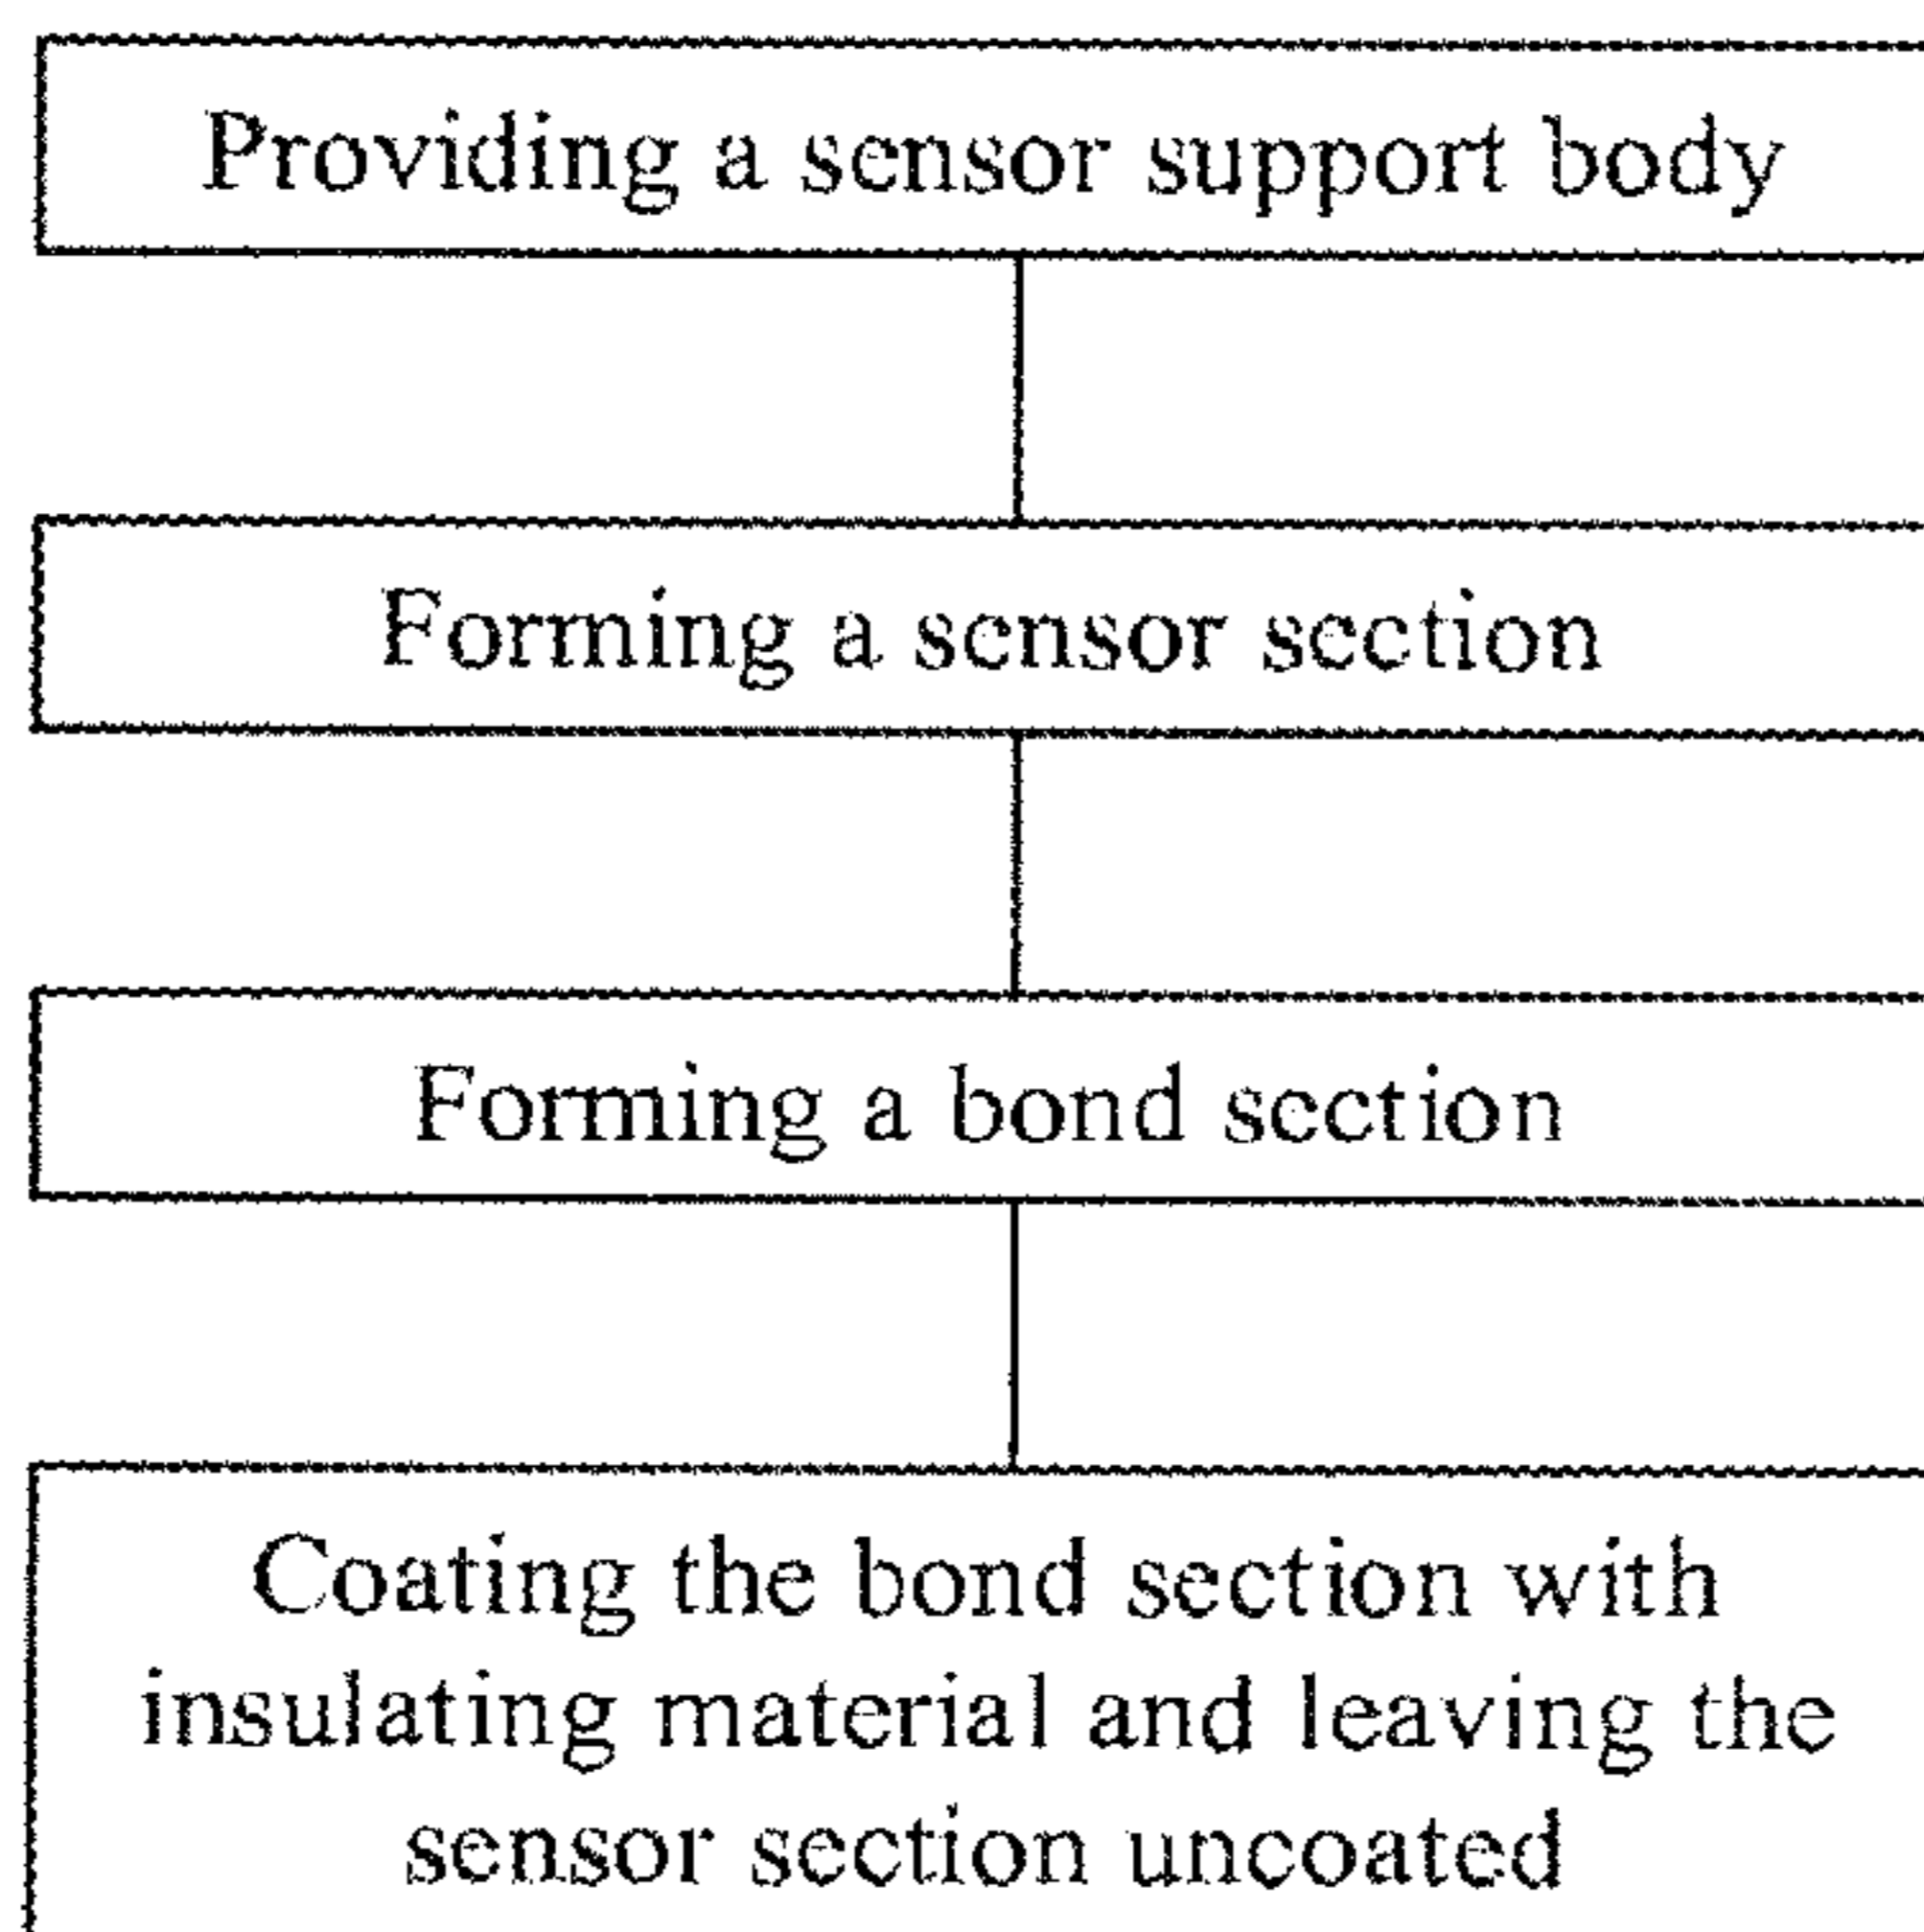 Providing a sensor support body
Forming a sensor section
Forming a bond section
Coating the bond section with
insulating material and leaving the
sensor section uncoated